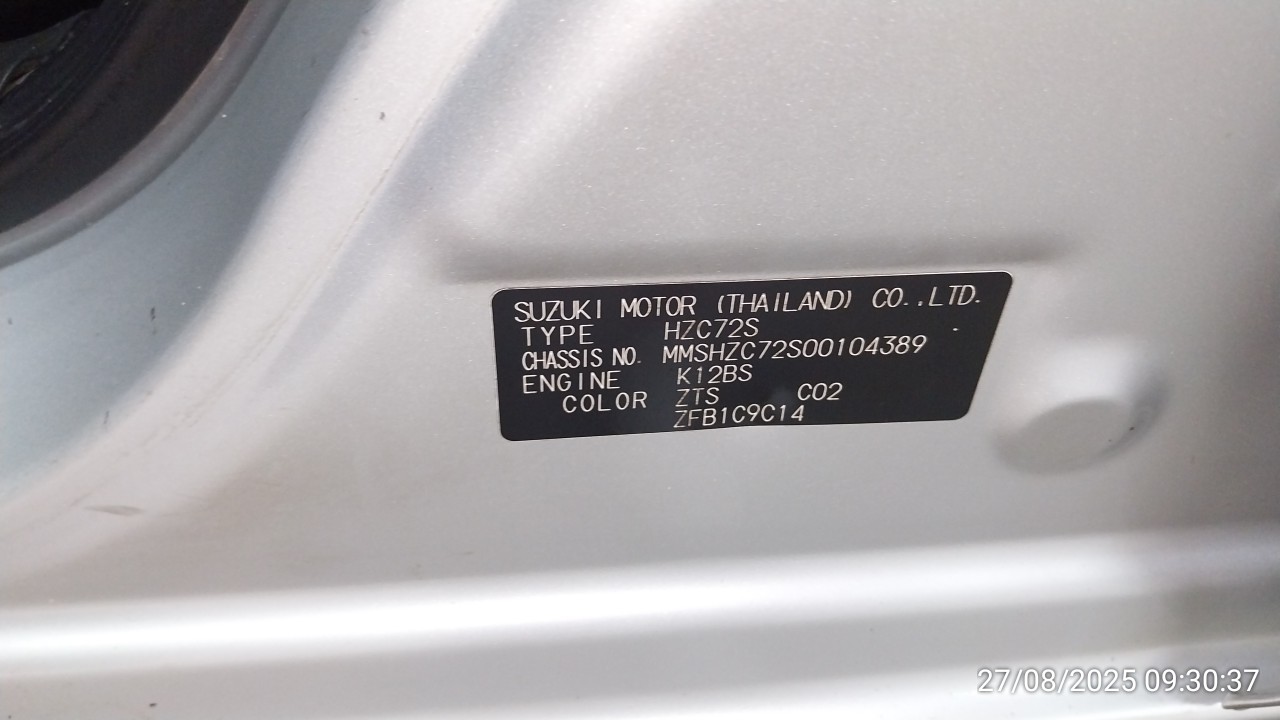 SUZUKI MOTOR (THAILAND) CO.,LTD.
TYPE HZC72S
CHASSIS NO. MMSHZC72S00104389
ENGINE K12BS
COLOR ZTS C02
ZFB1C9C14
27/08/2025 09:30:37